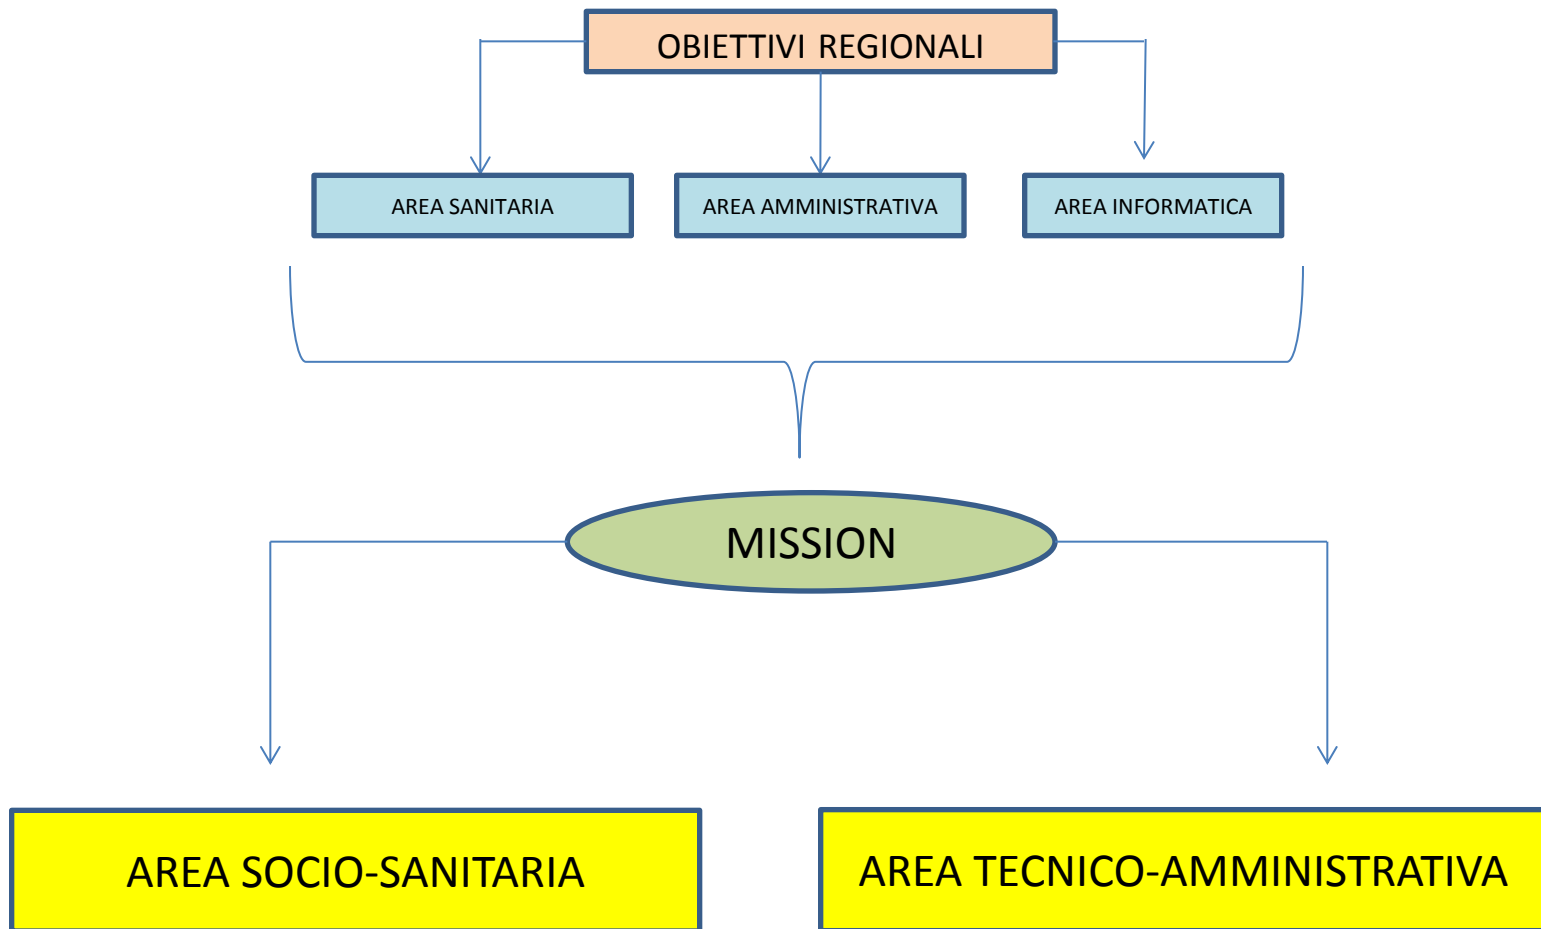 OBIETTIVI REGIONALI
AREA SANITARIA
AREA AMMINISTRATIVA
AREA INFORMATICA
MISSION
AREA SOCIO-SANITARIA
AREA TECNICO-AMMINISTRATIVA